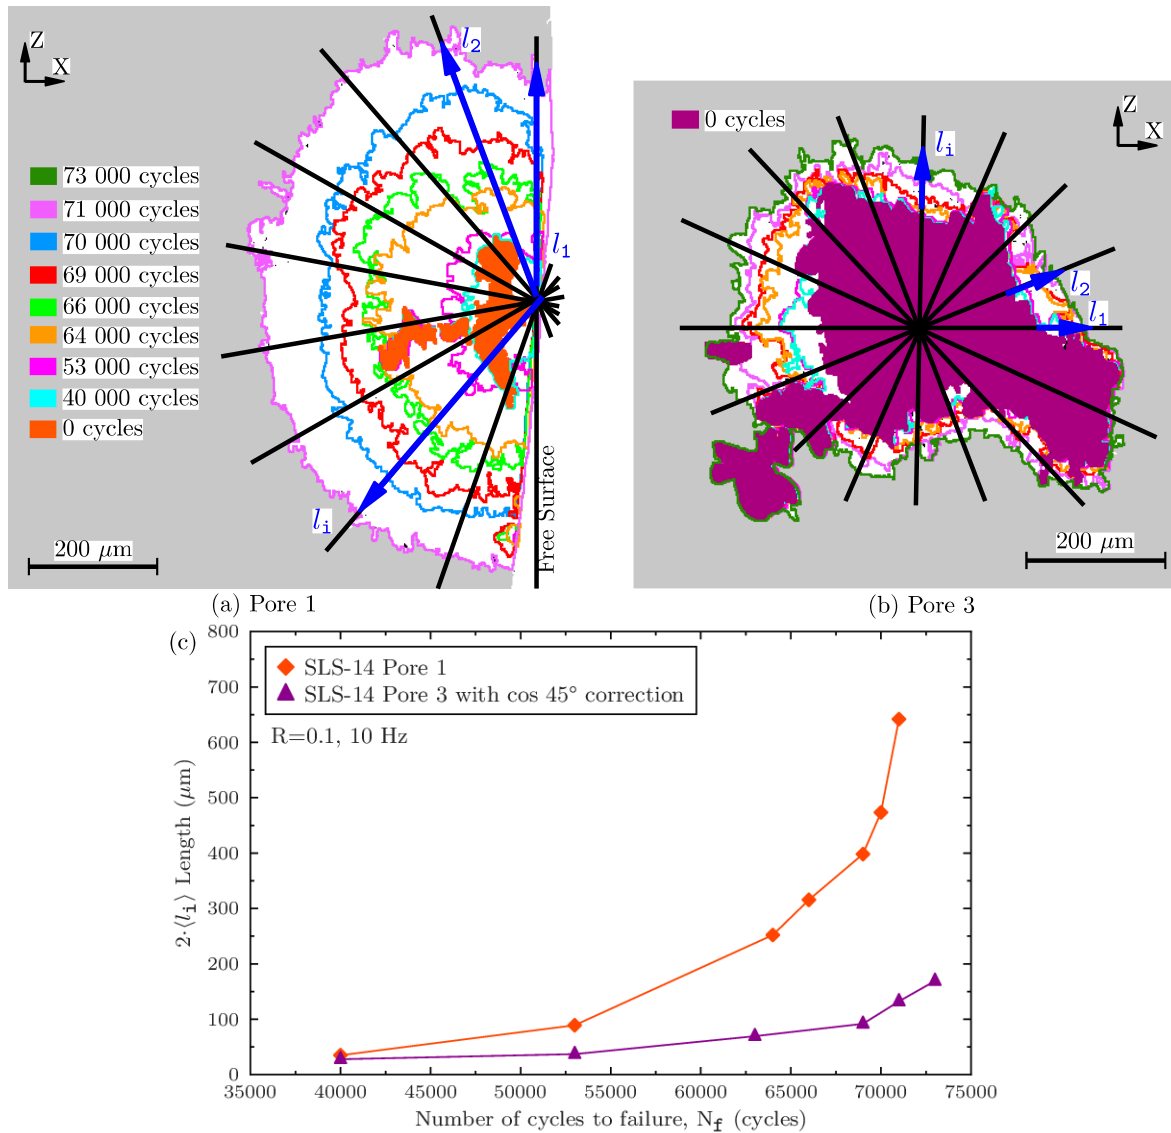 Z
X
l₂
l₁
lᵢ
73 000 cycles
71 000 cycles
70 000 cycles
69 000 cycles
66 000 cycles
64 000 cycles
53 000 cycles
40 000 cycles
0 cycles
Free Surface
200 μm
(a) Pore 1
0 cycles
Z
X
lᵢ
l₂
l₁
200 μm
(b) Pore 3
(c)
800
700
600
500
400
300
200
100
0
2·⟨lᵢ⟩ Length (μm)
SLS-14 Pore 1
SLS-14 Pore 3 with cos 45° correction
R=0.1, 10 Hz
35000 40000 45000 50000 55000 60000 65000 70000 75000
Number of cycles to failure, N_f (cycles)